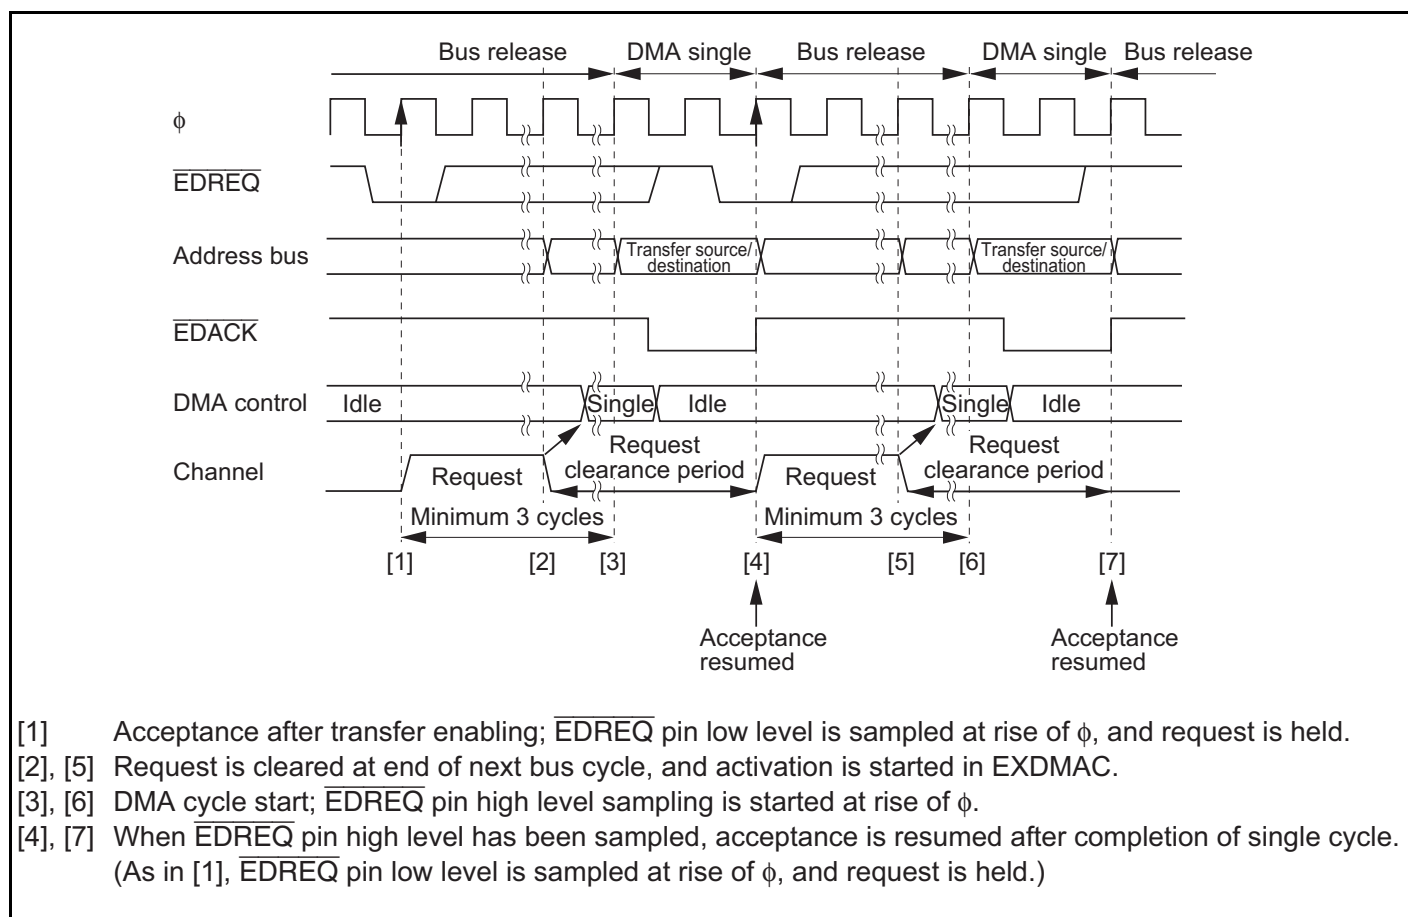 Bus release DMA single Bus release DMA single Bus release
ϕ
EDREQ
Address bus Transfer source/ destination Transfer source/ destination
EDACK
DMA control Idle Single Idle Single Idle
Channel Request Request clearance period Request Request clearance period
Minimum 3 cycles Minimum 3 cycles
[1] [2] [3] [4] [5] [6] [7]
Acceptance resumed Acceptance resumed
[1] Acceptance after transfer enabling; EDREQ pin low level is sampled at rise of ϕ, and request is held.
[2], [5] Request is cleared at end of next bus cycle, and activation is started in EXDMAC.
[3], [6] DMA cycle start; EDREQ pin high level sampling is started at rise of ϕ.
[4], [7] When EDREQ pin high level has been sampled, acceptance is resumed after completion of single cycle.
(As in [1], EDREQ pin low level is sampled at rise of ϕ, and request is held.)